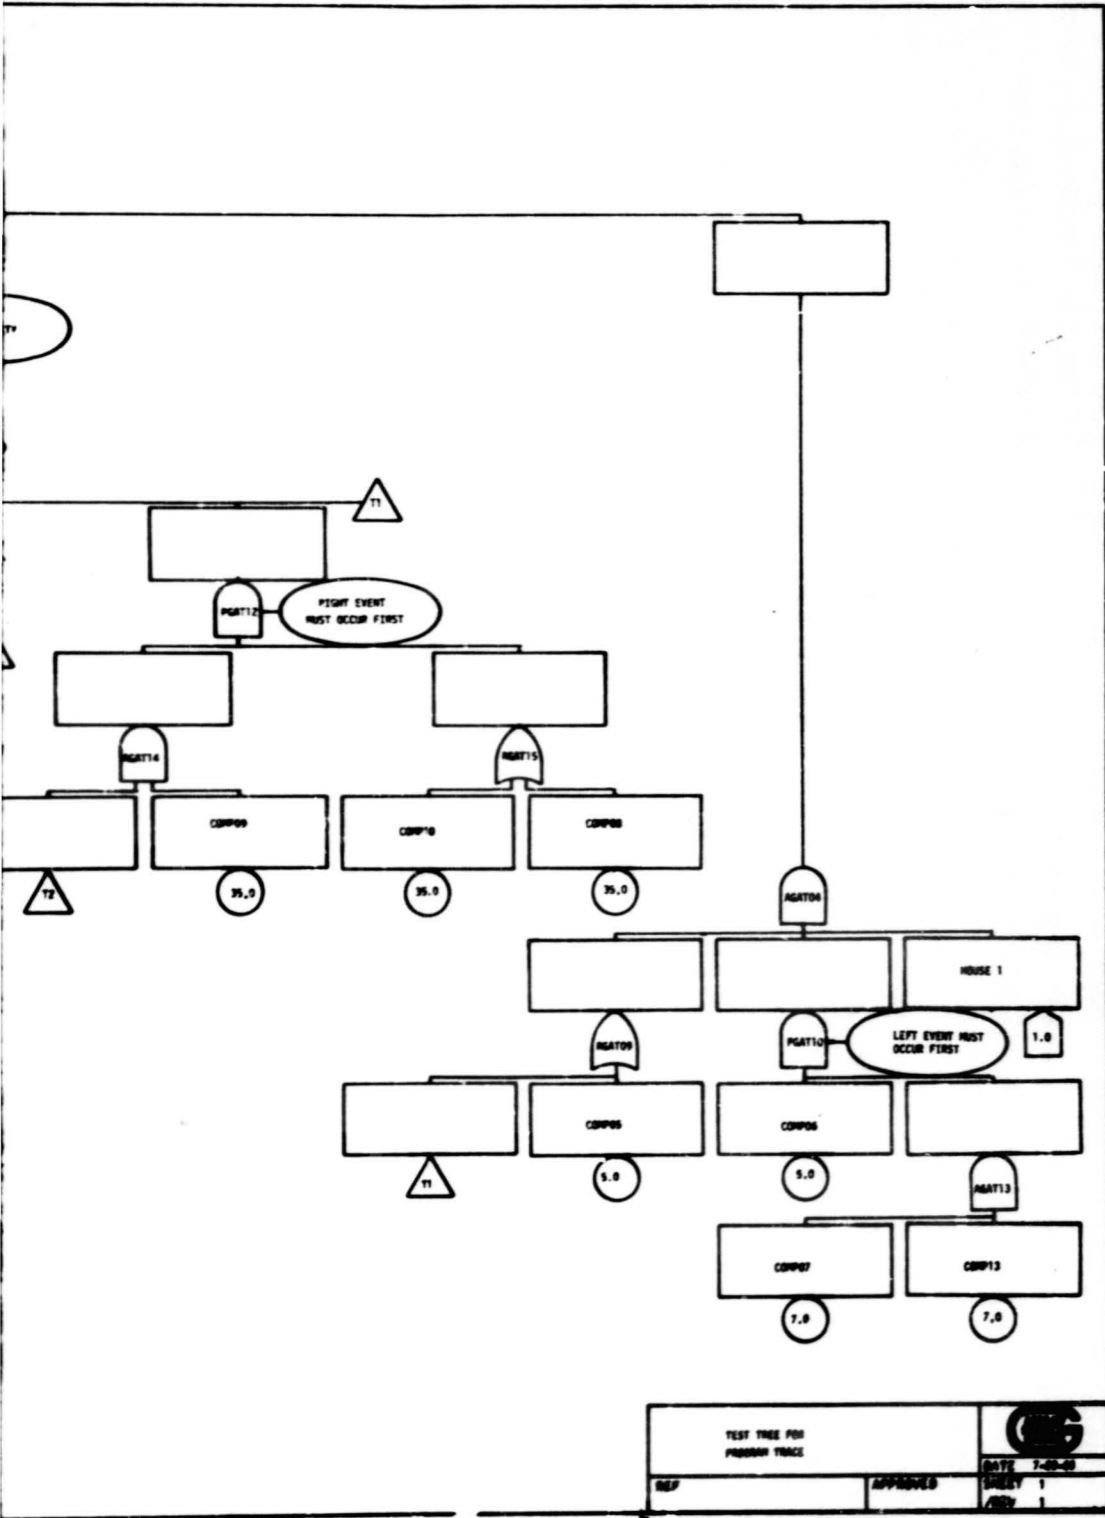 TY
T1
PGAT12
PIGHT EVENT
MUST OCCUR FIRST
AGAT14
AGAT15
COMP09
COMP10
COMP08
T2
35.0
35.0
35.0
AGAT04
HOUSE 1
AGAT09
PGAT10
LEFT EVENT MUST
OCCUR FIRST
1.0
COMP05
COMP06
T1
5.0
5.0
AGAT13
COMP07
COMP13
7.0
7.0
TEST TREE FOR
PROGRAM TRACE
DATE
REF
APPROVED
SHEET 1
/REV 1